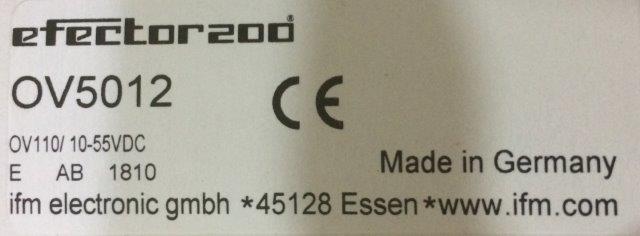 efector200®
OV5012 CE
OV110/ 10-55VDC
E AB 1810 Made in Germany
ifm electronic gmbh *45128 Essen*www.ifm.com